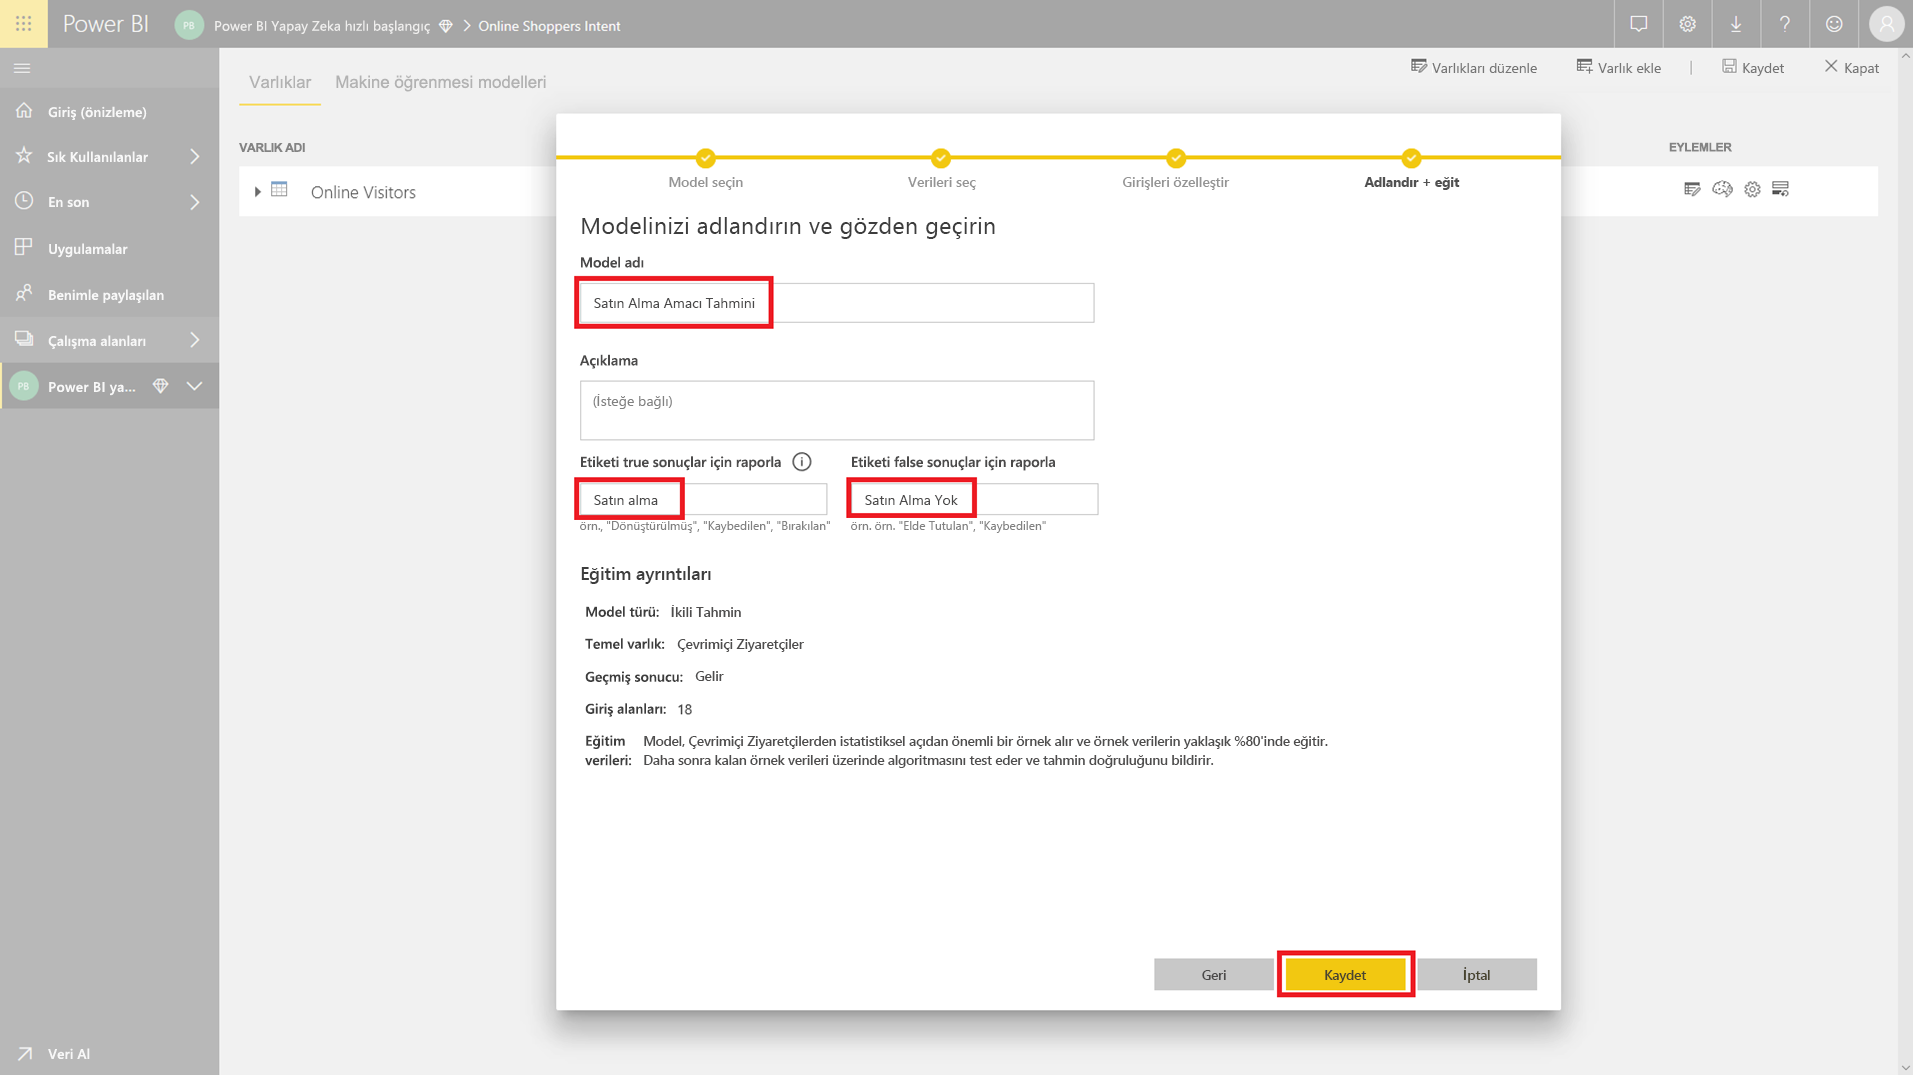 Power BI
PB
Power BI Yapay Zeka hızlı başlangıç
Online Shoppers Intent
Varlıklar
Makine öğrenmesi modelleri
Varlıkları düzenle
Varlık ekle
|
Kaydet
Kapat
Giriş (önizleme)
Sık Kullanılanlar
En son
Uygulamalar
Benimle paylaşılan
Çalışma alanları
PB
Power BI ya...
Veri Al
VARLIK ADI
EYLEMLER
Online Visitors
Model seçin
Verileri seç
Girişleri özelleştir
Adlandır + eğit
Modelinizi adlandırın ve gözden geçirin
Model adı
Satın Alma Amacı Tahmini
Açıklama
(İsteğe bağlı)
Etiketi true sonuçlar için raporla
Etiketi false sonuçlar için raporla
Satın alma
Satın Alma Yok
örn., "Dönüştürülmüş", "Kaybedilen", "Bırakılan"
örn. örn. "Elde Tutulan", "Kaybedilen"
Eğitim ayrıntıları
Model türü: İkili Tahmin
Temel varlık: Çevrimiçi Ziyaretçiler
Geçmiş sonucu: Gelir
Giriş alanları: 18
Eğitim verileri: Model, Çevrimiçi Ziyaretçilerden istatistiksel açıdan önemli bir örnek alır ve örnek verilerin yaklaşık %80'inde eğitir.
Daha sonra kalan örnek verileri üzerinde algoritmasını test eder ve tahmin doğruluğunu bildirir.
Geri
Kaydet
İptal